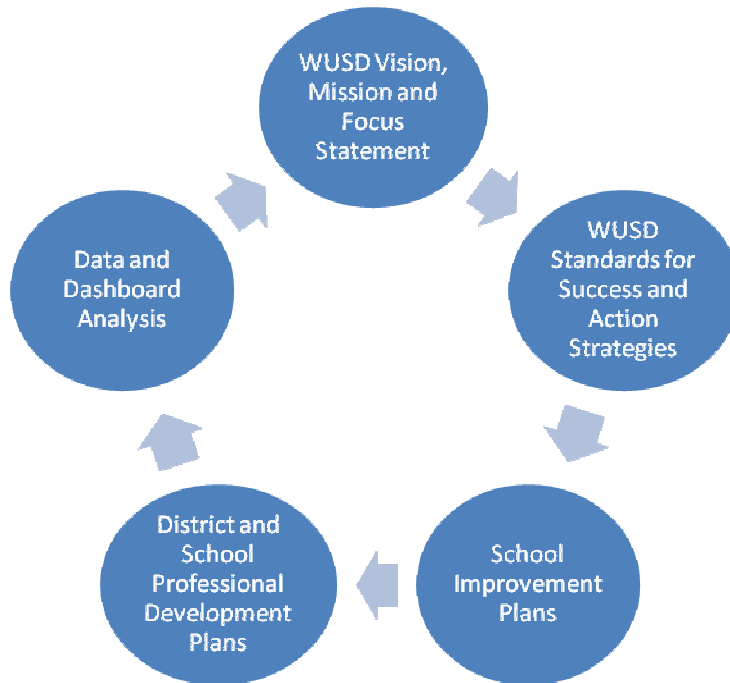 WUSD Vision,
Mission and
Focus
Statement
WUSD
Standards for
Success and
Action
Strategies
School
Improvement
Plans
District and
School
Professional
Development
Plans
Data and
Dashboard
Analysis